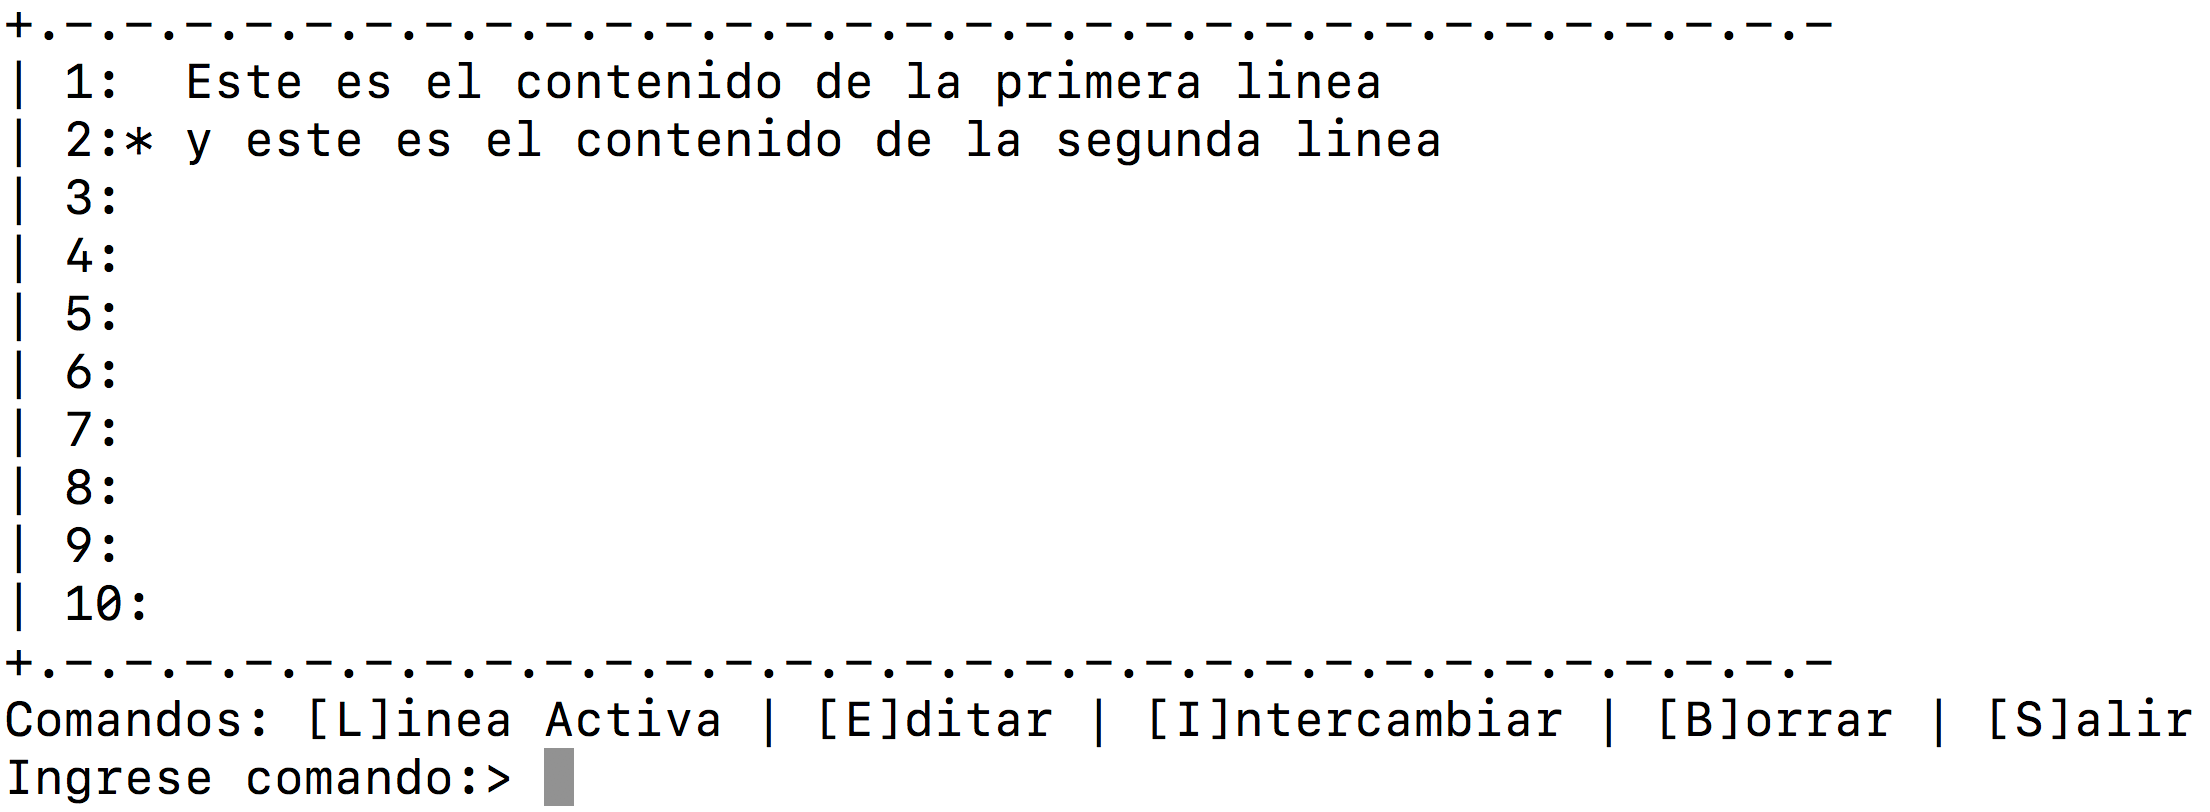 +.-.-.-.-.-.-.-.-.-.-.-.-.-.-.-.-.-.-.-.-.-.-.-.-.-.-.-.-.-.-
| 1:  Este es el contenido de la primera linea
| 2:* y este es el contenido de la segunda linea
| 3:
| 4:
| 5:
| 6:
| 7:
| 8:
| 9:
| 10:
+.-.-.-.-.-.-.-.-.-.-.-.-.-.-.-.-.-.-.-.-.-.-.-.-.-.-.-.-.-.-
Comandos: [L]inea Activa | [E]ditar | [I]ntercambiar | [B]orrar | [S]alir
Ingrese comando:>